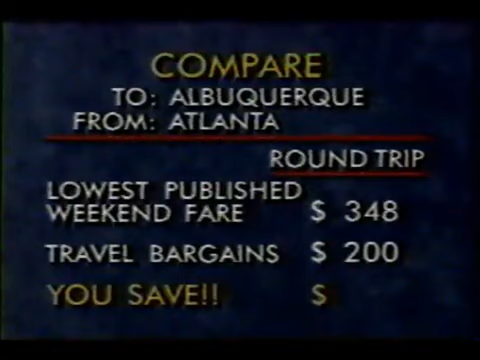 COMPARE
TO: ALBUQUERQUE
FROM: ATLANTA
ROUND TRIP
LOWEST PUBLISHED
WEEKEND FARE $ 348
TRAVEL BARGAINS $ 200
YOU SAVE!! $